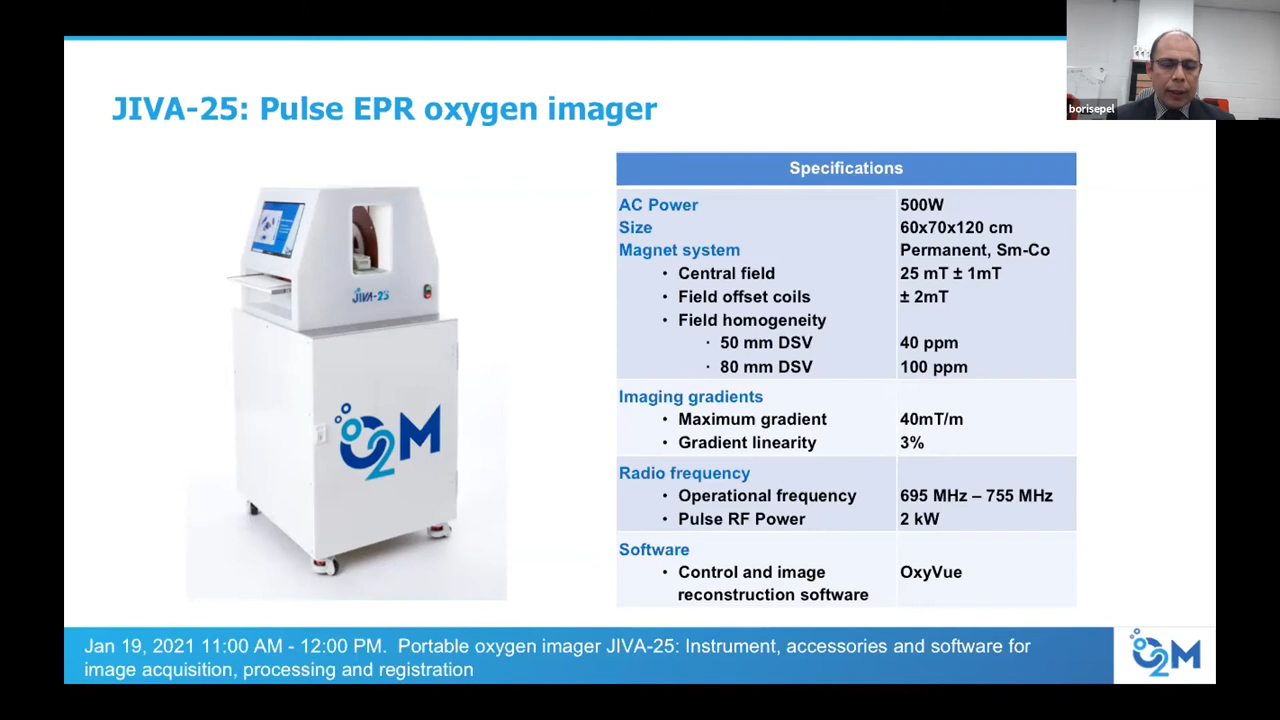 borisepel
JIVA-25: Pulse EPR oxygen imager
Specifications
AC Power 500W
Size 60x70x120 cm
Magnet system Permanent, Sm-Co
• Central field 25 mT ± 1mT
• Field offset coils ± 2mT
• Field homogeneity
· 50 mm DSV 40 ppm
· 80 mm DSV 100 ppm
Imaging gradients
• Maximum gradient 40mT/m
• Gradient linearity 3%
Radio frequency
• Operational frequency 695 MHz – 755 MHz
• Pulse RF Power 2 kW
Software
• Control and image OxyVue
reconstruction software
JIVA-25
O2M
Jan 19, 2021 11:00 AM - 12:00 PM. Portable oxygen imager JIVA-25: Instrument, accessories and software for
image acquisition, processing and registration
O2M